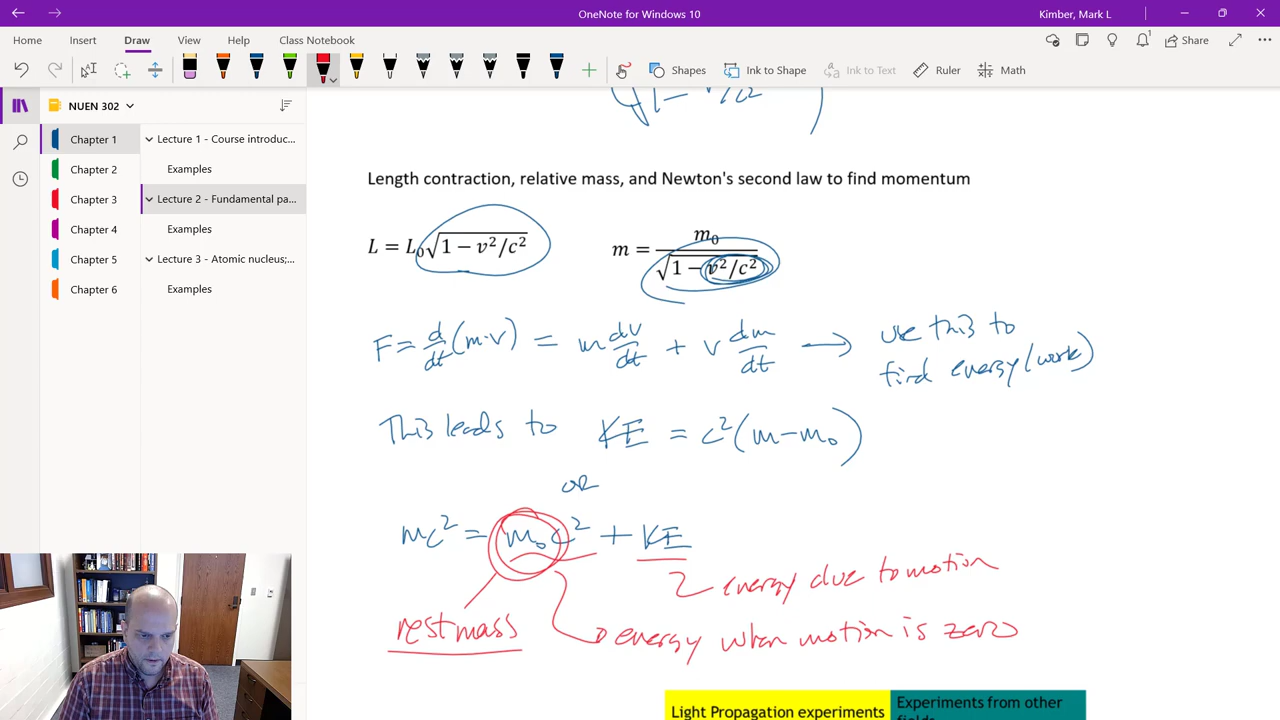 OneNote for Windows 10
Kimber, Mark L
Home
Insert
Draw
View
Help
Class Notebook
Share
Shapes
Ink to Shape
Ink to Text
Ruler
Math
NUEN 302
Chapter 1
Chapter 2
Chapter 3
Chapter 4
Chapter 5
Chapter 6
Lecture 1 - Course introduc...
Examples
Lecture 2 - Fundamental pa...
Examples
Lecture 3 - Atomic nucleus;...
Examples
√1 - v²/c² )
Length contraction, relative mass, and Newton's second law to find momentum
L = L₀√1 − v²/c²
m = m₀ / √1 − v²/c²
F = d/dt (m·v) = m dv/dt + v dm/dt → use this to
find energy (work)
This leads to KE = c²(m-m₀)
OR
mc² = m₀c² + KE
energy due to motion
rest mass
energy when motion is zero
Light Propagation experiments
Experiments from other